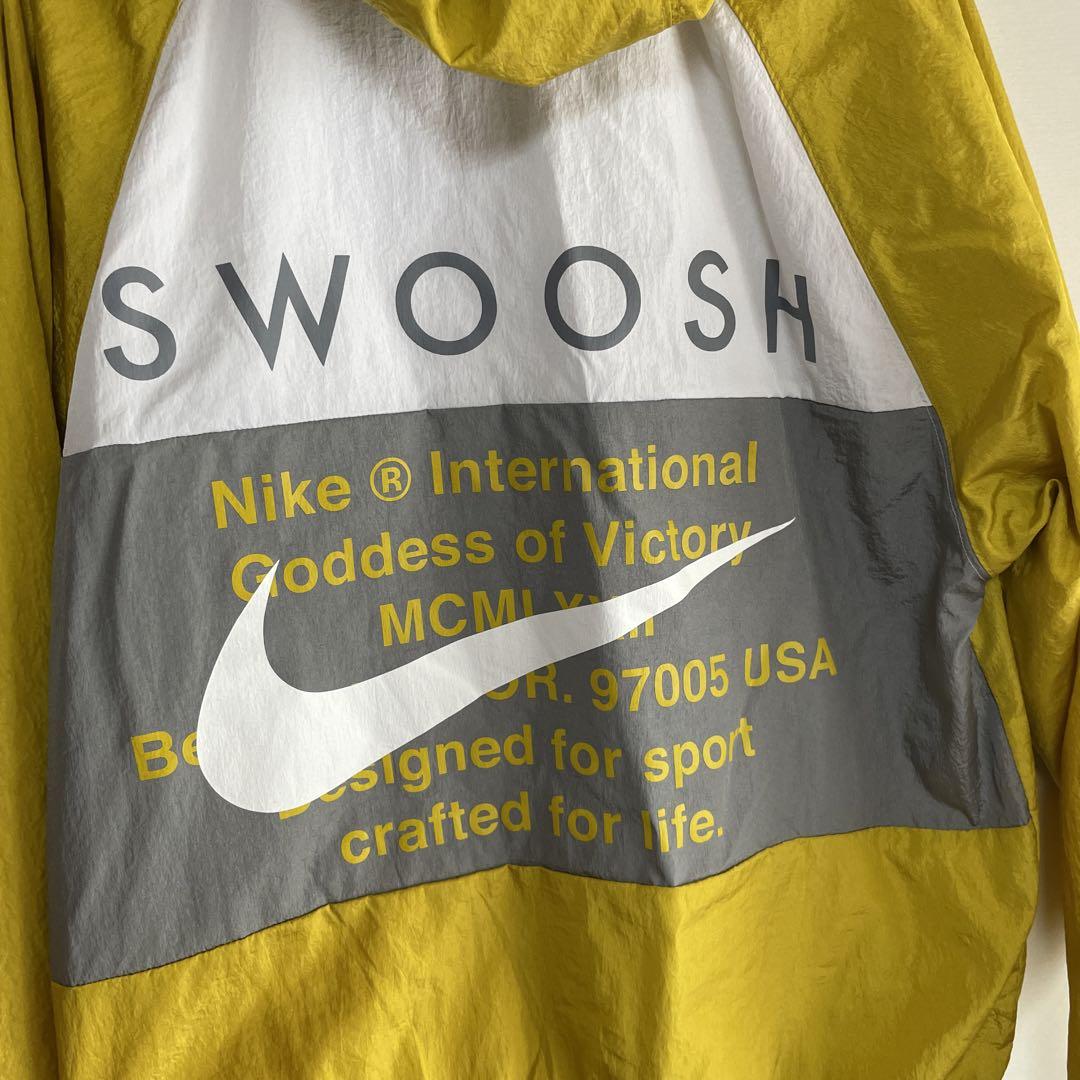 SWOOSH
Nike ® International
Goddess of Victory
OR. 97005 USA
Designed for sport
crafted for life.